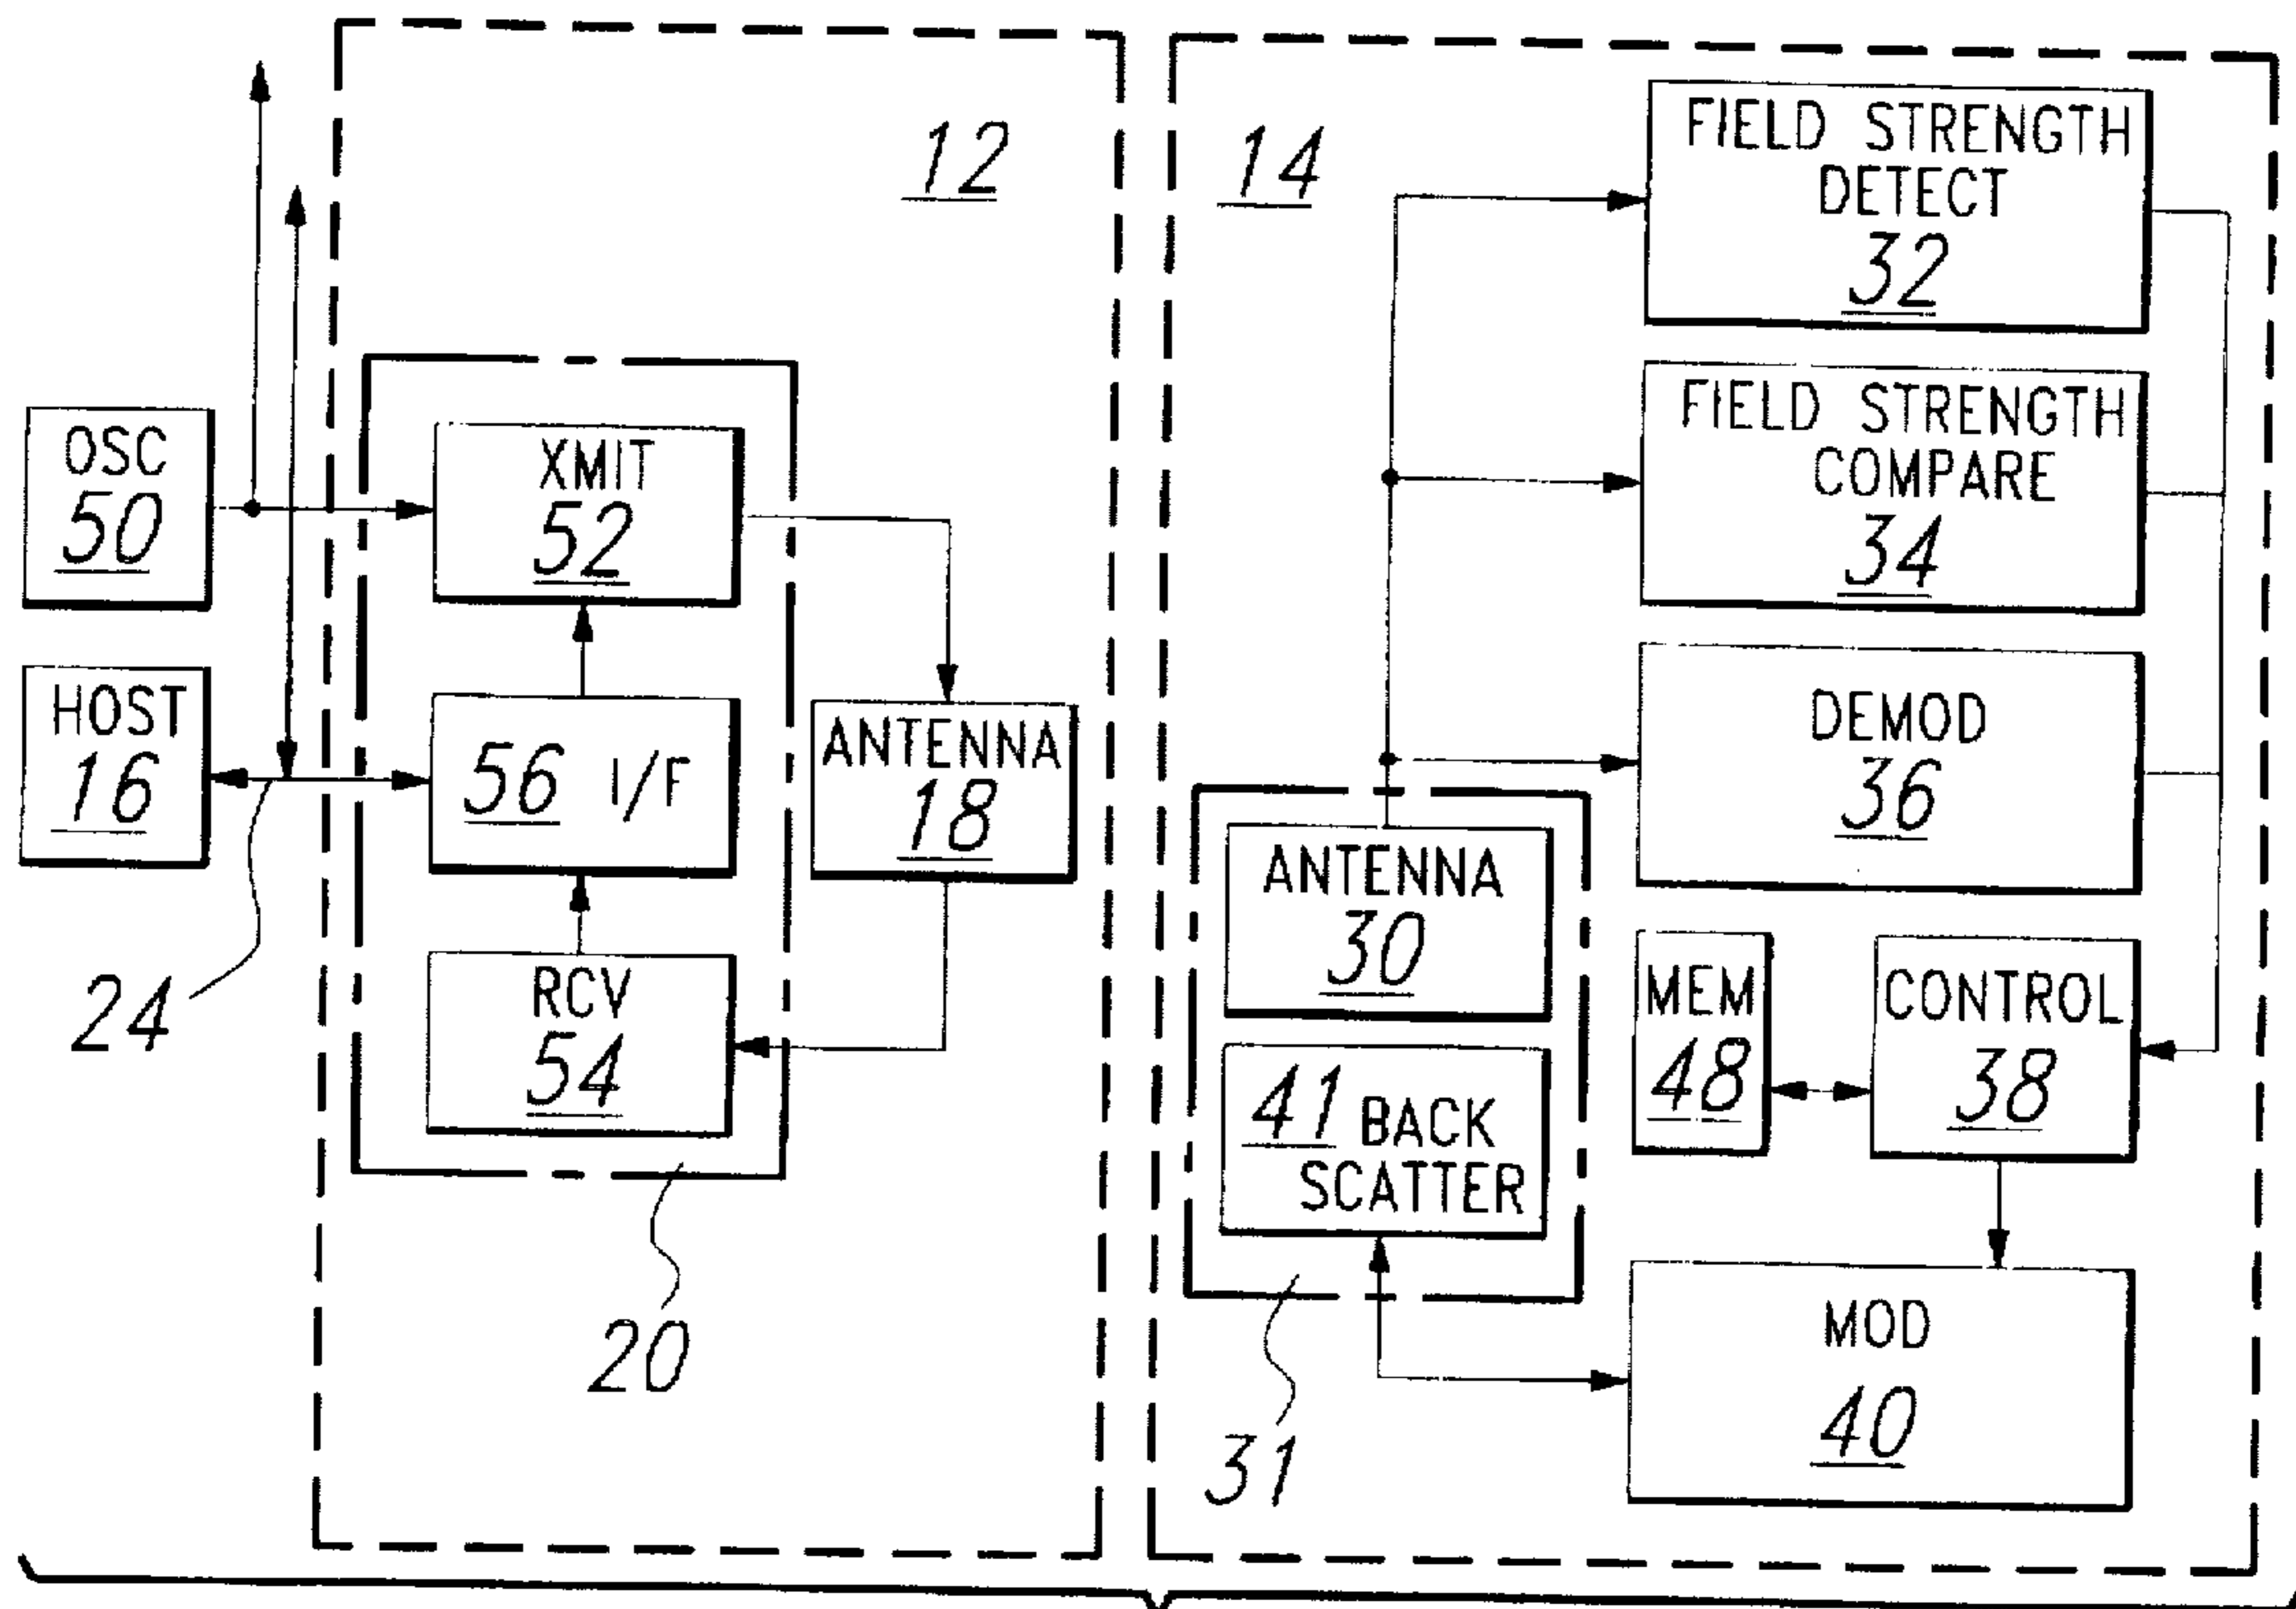 12
OSC
50
HOST
16
24
XMIT
52
56 I/F
RCV
54
20
ANTENNA
18
14
FIELD STRENGTH
DETECT
32
FIELD STRENGTH
COMPARE
34
DEMOD
36
ANTENNA
30
41 BACK
SCATTER
31
MEM
48
CONTROL
38
MOD
40